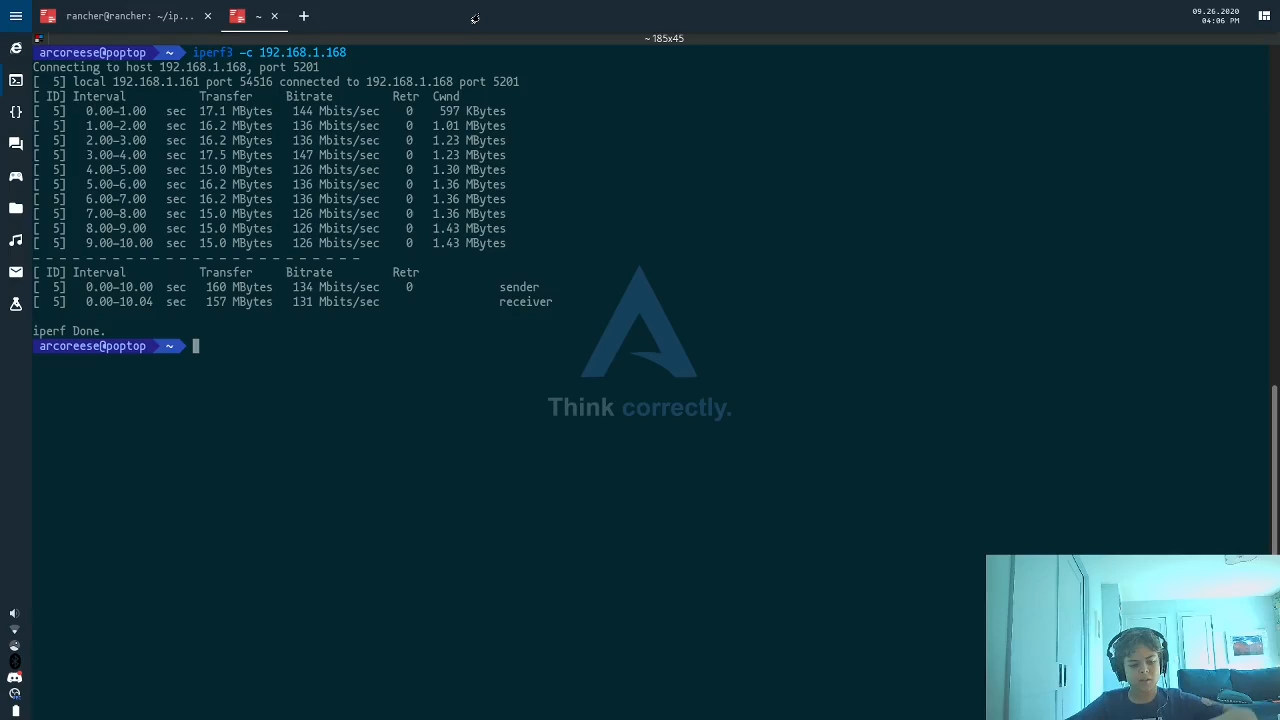 rancher@rancher: ~/ip... × ~ × +
09.26.2020
04:06 PM
~ 185x45
arcoreese@poptop ~ iperf3 -c 192.168.1.168
Connecting to host 192.168.1.168, port 5201
[ 5] local 192.168.1.161 port 54516 connected to 192.168.1.168 port 5201
[ ID] Interval Transfer Bitrate Retr Cwnd
[ 5] 0.00-1.00 sec 17.1 MBytes 144 Mbits/sec 0 597 KBytes
[ 5] 1.00-2.00 sec 16.2 MBytes 136 Mbits/sec 0 1.01 MBytes
[ 5] 2.00-3.00 sec 16.2 MBytes 136 Mbits/sec 0 1.23 MBytes
[ 5] 3.00-4.00 sec 17.5 MBytes 147 Mbits/sec 0 1.23 MBytes
[ 5] 4.00-5.00 sec 15.0 MBytes 126 Mbits/sec 0 1.30 MBytes
[ 5] 5.00-6.00 sec 16.2 MBytes 136 Mbits/sec 0 1.36 MBytes
[ 5] 6.00-7.00 sec 16.2 MBytes 136 Mbits/sec 0 1.36 MBytes
[ 5] 7.00-8.00 sec 15.0 MBytes 126 Mbits/sec 0 1.36 MBytes
[ 5] 8.00-9.00 sec 15.0 MBytes 126 Mbits/sec 0 1.43 MBytes
[ 5] 9.00-10.00 sec 15.0 MBytes 126 Mbits/sec 0 1.43 MBytes
- - - - - - - - - - - - - - - - - - - - - - - - -
[ ID] Interval Transfer Bitrate Retr
[ 5] 0.00-10.00 sec 160 MBytes 134 Mbits/sec 0 sender
[ 5] 0.00-10.04 sec 157 MBytes 131 Mbits/sec receiver
iperf Done.
arcoreese@poptop ~
Think correctly.